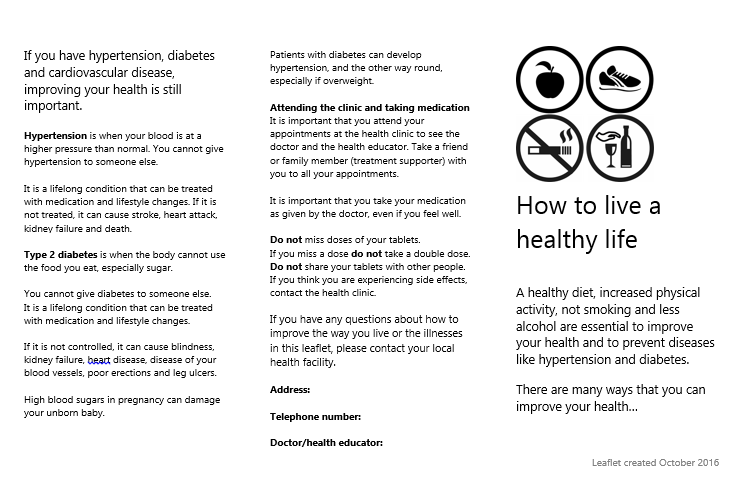 If you have hypertension, diabetes
and cardiovascular disease,
improving your health is still
important.
Hypertension is when your blood is at a
higher pressure than normal. You cannot give
hypertension to someone else.
It is a lifelong condition that can be treated
with medication and lifestyle changes. If it is
not treated, it can cause stroke, heart attack,
kidney failure and death.
Type 2 diabetes is when the body cannot use
the food you eat, especially sugar.
You cannot give diabetes to someone else.
It is a lifelong condition that can be treated
with medication and lifestyle changes.
If it is not controlled, it can cause blindness,
kidney failure, heart disease, disease of your
blood vessels, poor erections and leg ulcers.
High blood sugars in pregnancy can damage
your unborn baby.
Patients with diabetes can develop
hypertension, and the other way round,
especially if overweight.
Attending the clinic and taking medication
It is important that you attend your
appointments at the health clinic to see the
doctor and the health educator. Take a friend
or family member (treatment supporter) with
you to all your appointments.
It is important that you take your medication
as given by the doctor, even if you feel well.
Do not miss doses of your tablets.
If you miss a dose do not take a double dose.
Do not share your tablets with other people.
If you think you are experiencing side effects,
contact the health clinic.
If you have any questions about how to
improve the way you live or the illnesses
in this leaflet, please contact your local
health facility.
Address:
Telephone number:
Doctor/health educator:
How to live a
healthy life
A healthy diet, increased physical
activity, not smoking and less
alcohol are essential to improve
your health and to prevent diseases
like hypertension and diabetes.
There are many ways that you can
improve your health...
Leaflet created October 2016